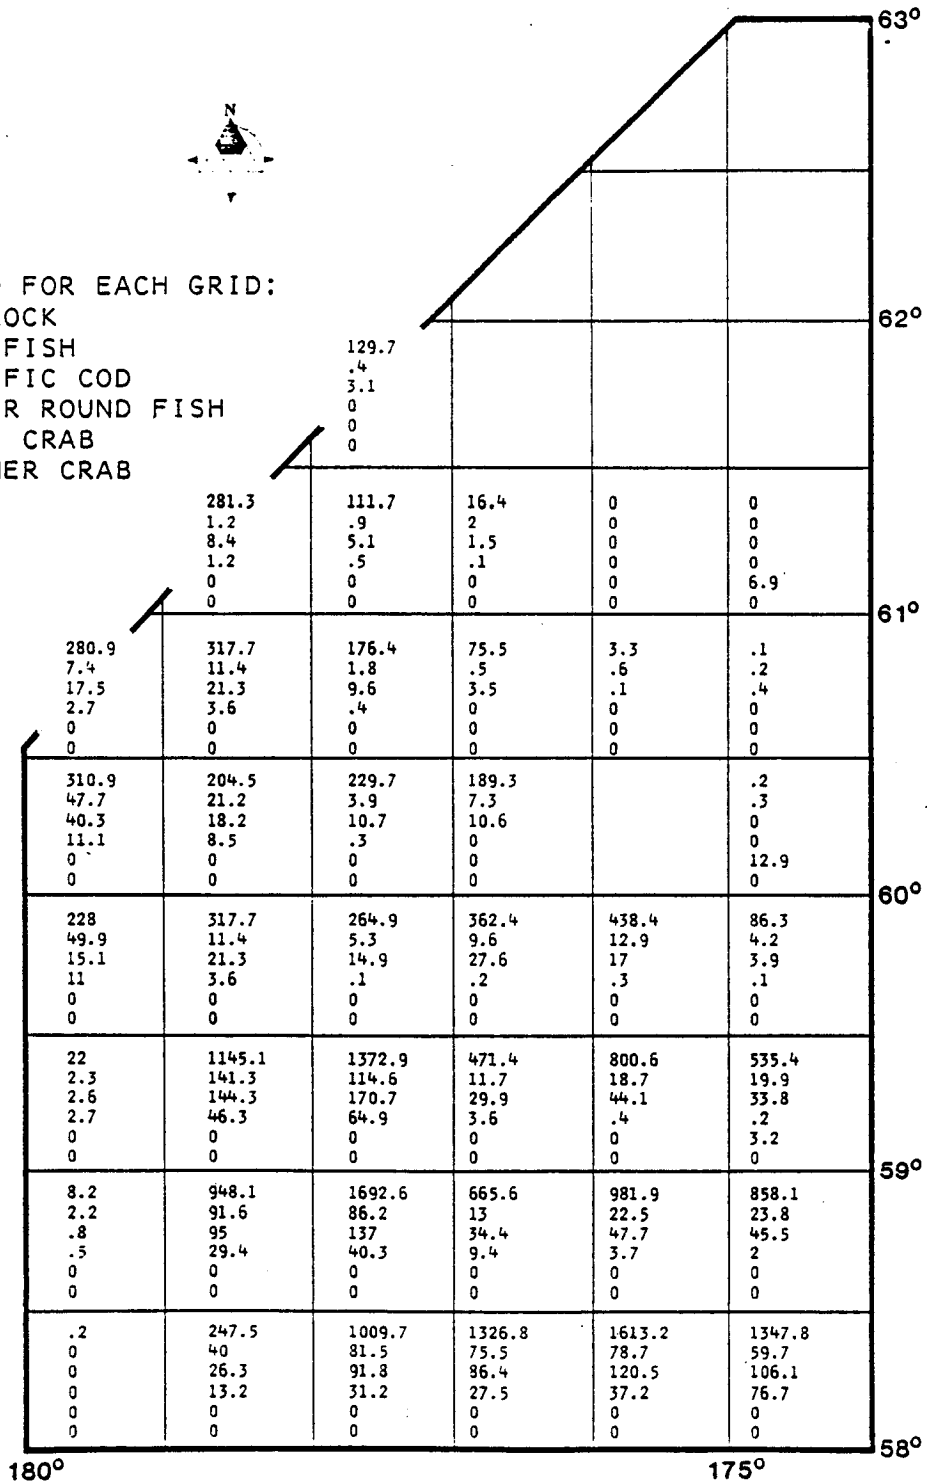 63°
N
FOR EACH GRID:
OCK
FISH
FIC COD
R ROUND FISH
CRAB
NER CRAB
62°
129.7
.4
3.1
0
0
0
281.3 111.7 16.4 0 0
1.2 .9 2 0 0
8.4 5.1 1.5 0 0
1.2 .5 .1 0 0
0 0 0 0 6.9
0 0 0 0 0
61°
280.9 317.7 176.4 75.5 3.3 .1
7.4 11.4 1.8 .5 .6 .2
17.5 21.3 9.6 3.5 .1 .4
2.7 3.6 .4 0 0 0
0 0 0 0 0 0
0 0 0 0 0 0
310.9 204.5 229.7 189.3 .2
47.7 21.2 3.9 7.3 .3
40.3 18.2 10.7 10.6 0
11.1 8.5 .3 0 0
0 0 0 0 12.9
0 0 0 0 0
60°
228 317.7 264.9 362.4 438.4 86.3
49.9 11.4 5.3 9.6 12.9 4.2
15.1 21.3 14.9 27.6 17 3.9
11 3.6 .1 .2 .3 .1
0 0 0 0 0 0
0 0 0 0 0 0
22 1145.1 1372.9 471.4 800.6 535.4
2.3 141.3 114.6 11.7 18.7 19.9
2.6 144.3 170.7 29.9 44.1 33.8
2.7 46.3 64.9 3.6 .4 .2
0 0 0 0 0 3.2
0 0 0 0 0 0
59°
8.2 948.1 1692.6 665.6 981.9 858.1
2.2 91.6 86.2 13 22.5 23.8
.8 95 137 34.4 47.7 45.5
.5 29.4 40.3 9.4 3.7 2
0 0 0 0 0 0
0 0 0 0 0 0
.2 247.5 1009.7 1326.8 1613.2 1347.8
0 40 81.5 75.5 78.7 59.7
0 26.3 91.8 86.4 120.5 106.1
0 13.2 31.2 27.5 37.2 76.7
0 0 0 0 0 0
0 0 0 0 0 0
58°
180° 175°